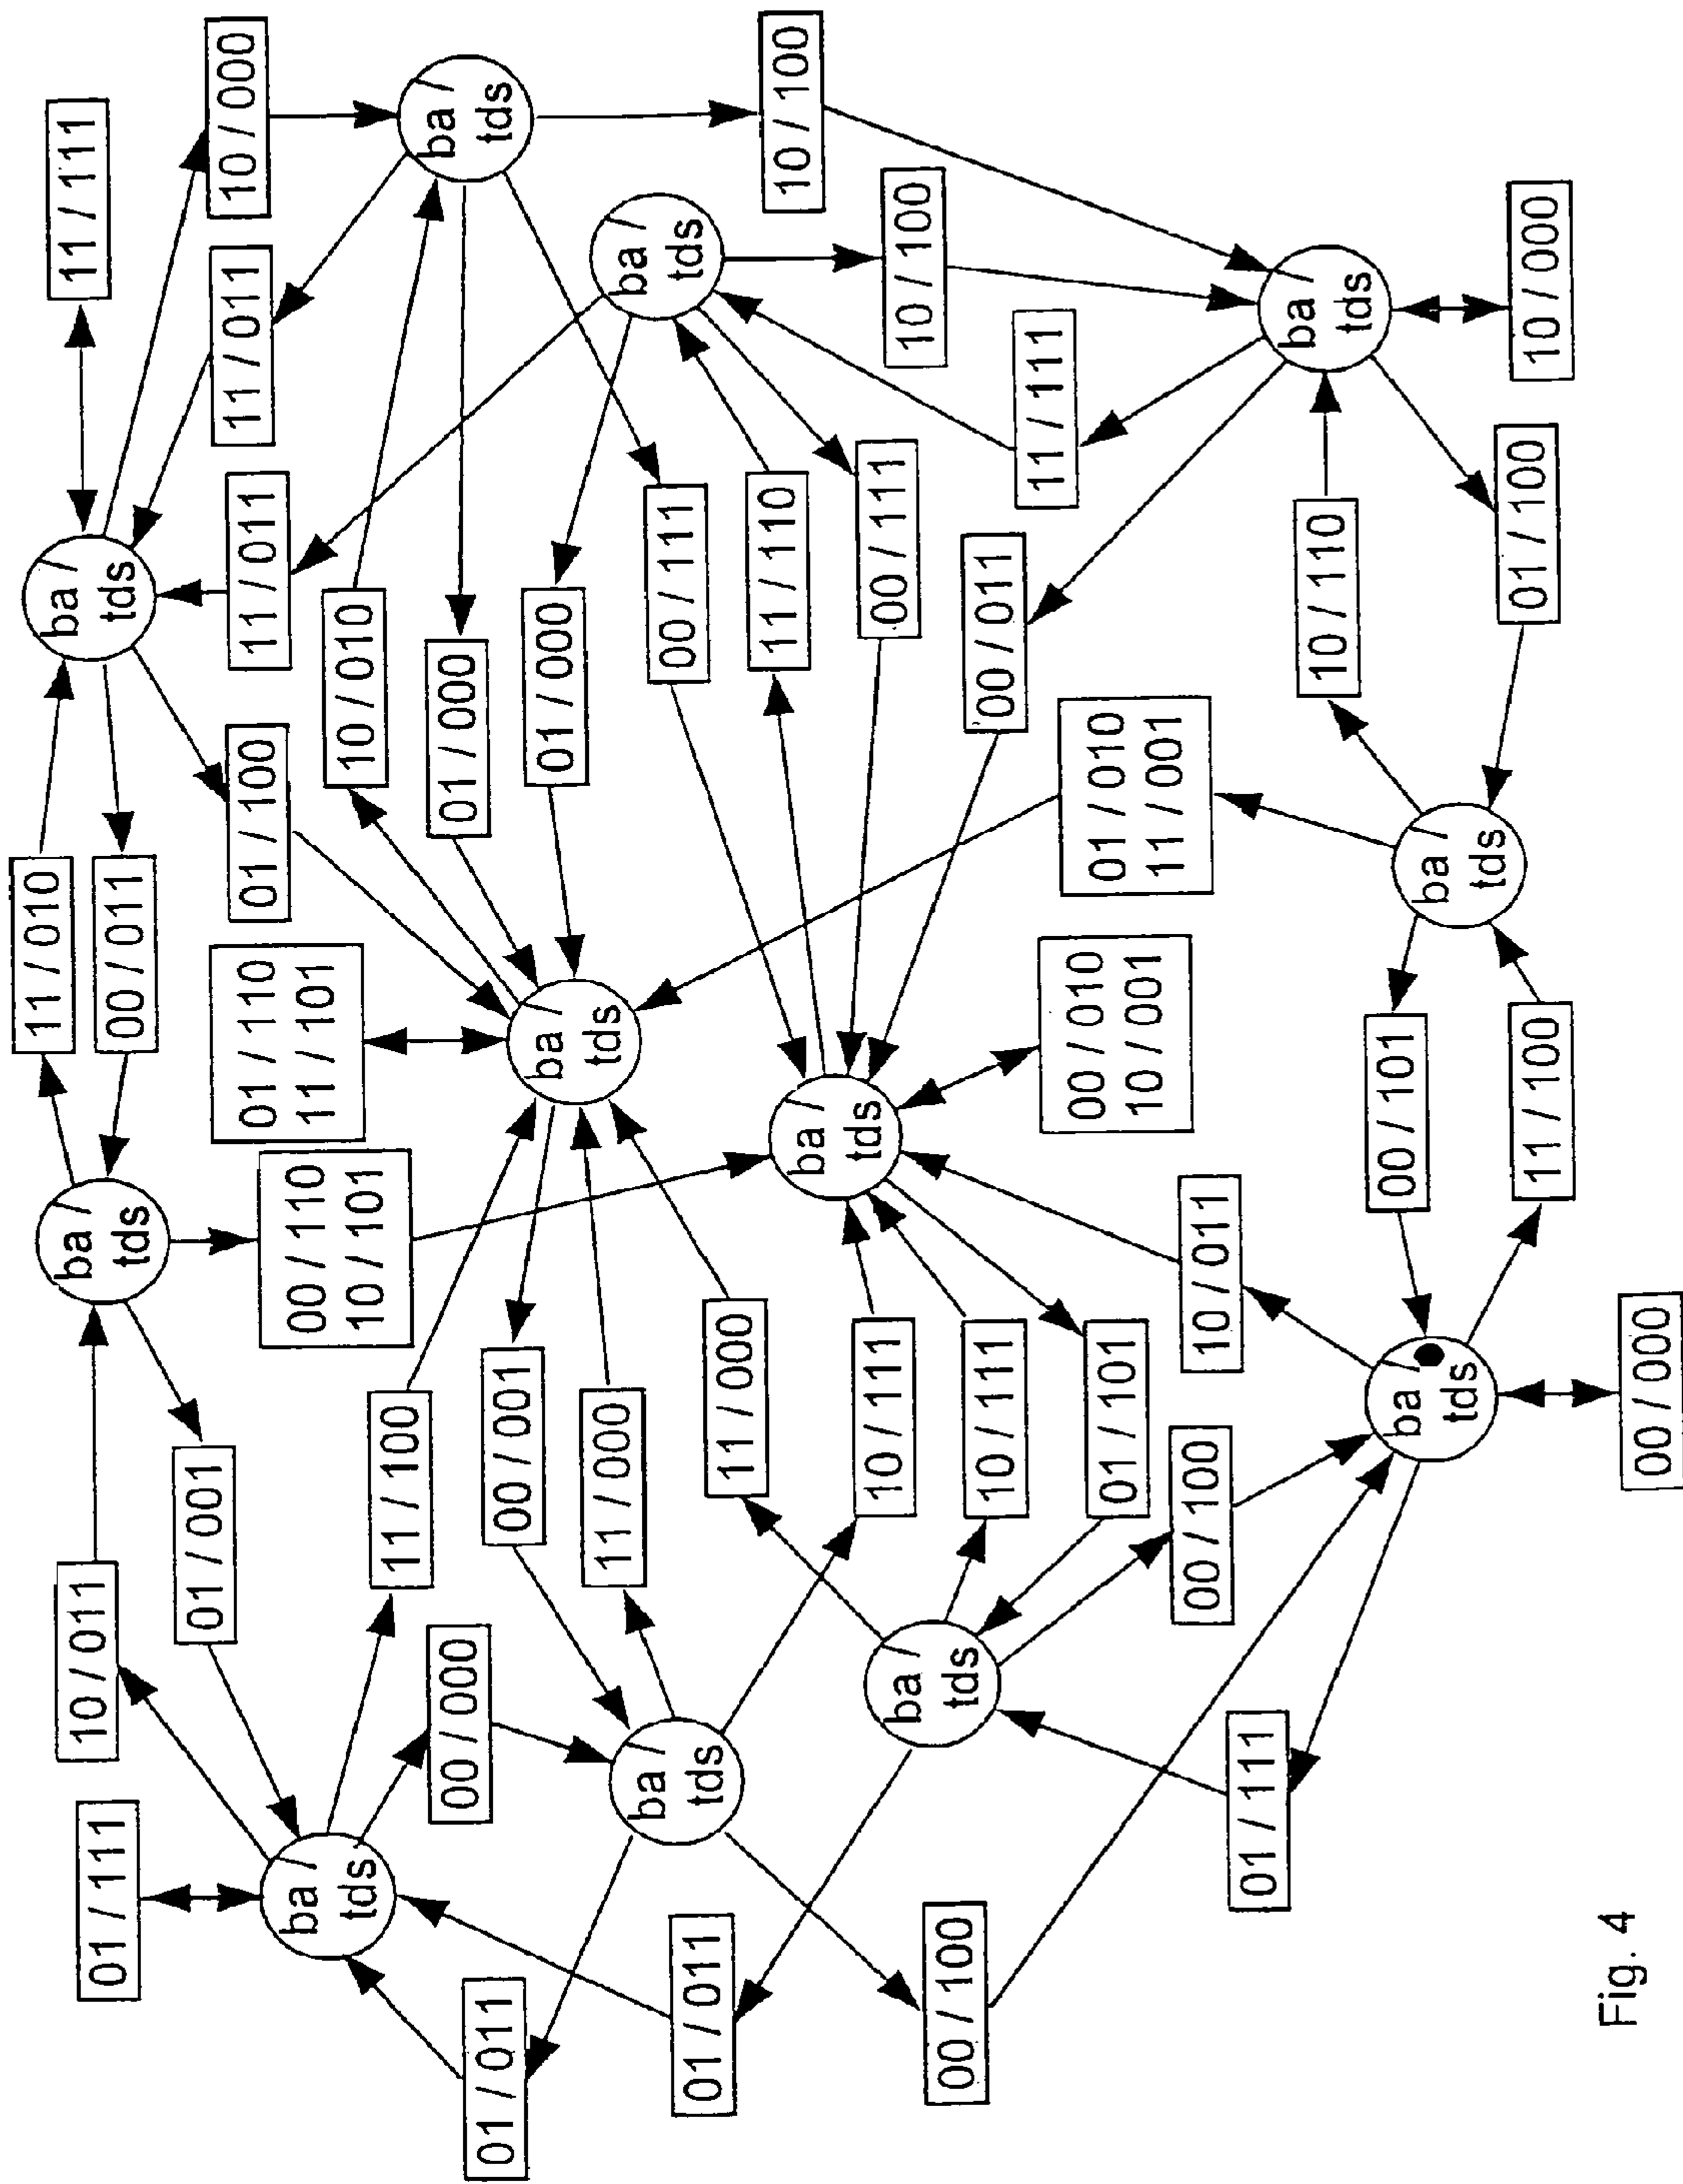 11 / 010
11 / 111
10 / 011
ba /
tds
ba /
tds
01 / 111
00 / 011
01 / 001
10 / 000
11 / 011
01 / 100
11 / 011
01 / 110
11 / 101
00 / 110
10 / 101
ba /
tds
10 / 010
11 / 100
00 / 000
01 / 000
ba /
tds
01 / 011
00 / 001
01 / 000
ba /
tds
11 / 000
ba /
tds
ba /
tds
00 / 111
01 / 011
11 / 000
11 / 110
10 / 100
ba /
tds
10 / 111
00 / 111
10 / 100
ba /
tds
00 / 100
10 / 111
00 / 011
11 / 111
00 / 010
10 / 001
01 / 101
01 / 010
11 / 001
00 / 100
10 / 011
01 / 111
ba /
tds
10 / 110
00 / 101
ba /
tds
ba /
tds
01 / 100
11 / 100
10 / 000
Fig. 4
00 / 000